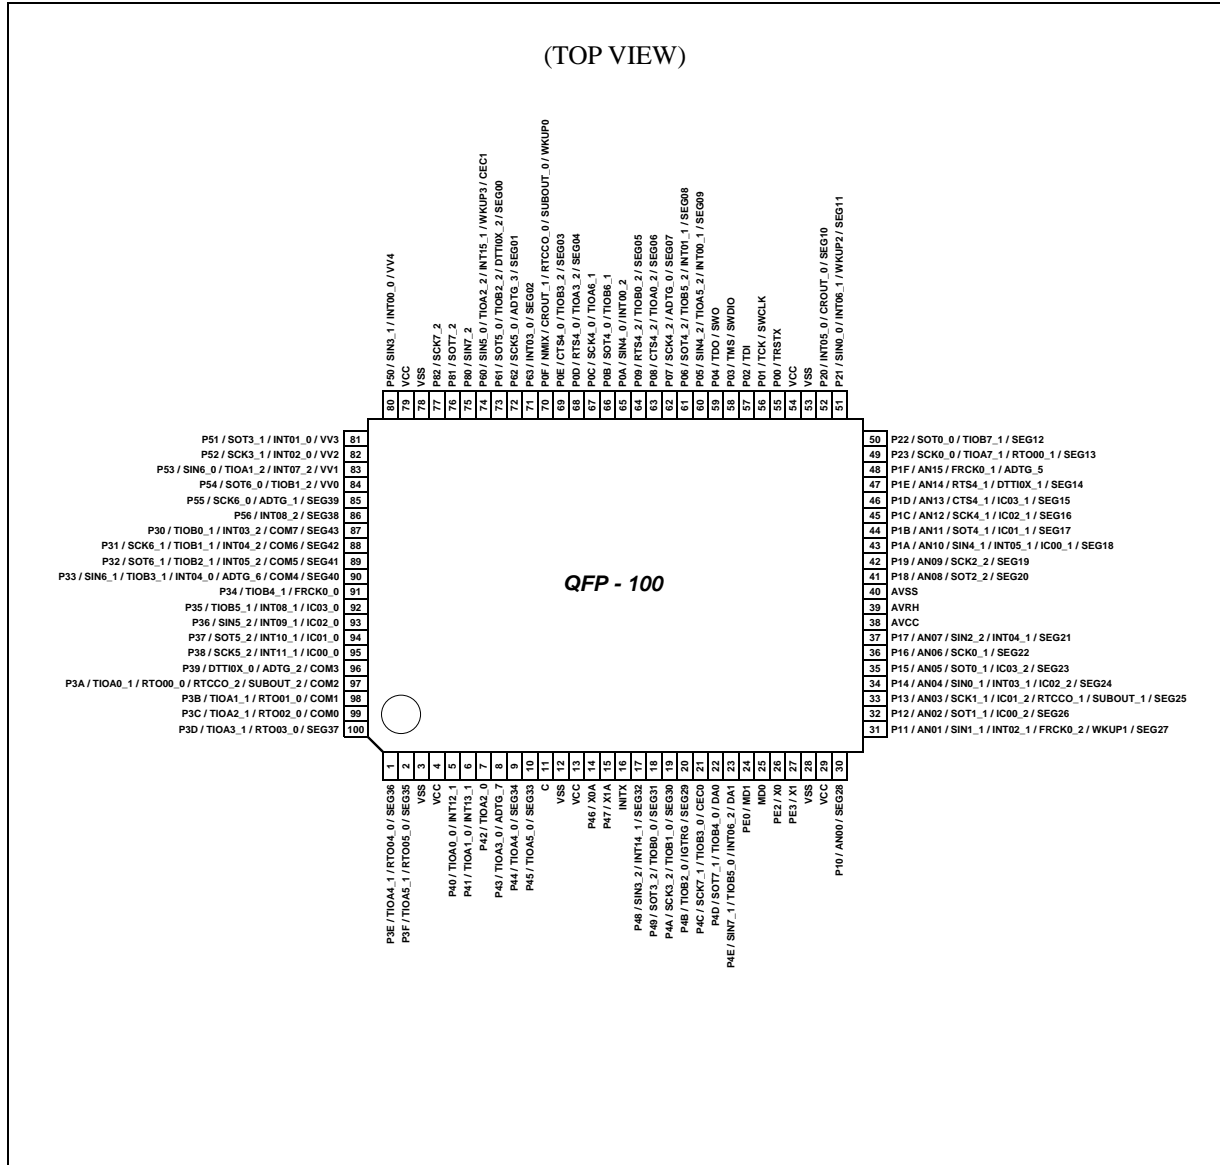 (TOP VIEW)
P50 / SIN3_1 / INT00_0 / VV4
VCC
VSS
P82 / SCK7_2
P81 / SOT7_2
P80 / SIN7_2
P60 / SIN5_0 / TIOA2_2 / INT15_1 / WKUP3 / CEC1
P61 / SOT5_0 / TIOB2_2 / DTTI0X_2 / SEG00
P62 / SCK5_0 / ADTG_3 / SEG01
P63 / INT03_0 / SEG02
P0F / NMIX / CROUT_1 / RTCCO_0 / SUBOUT_0 / WKUP0
P0E / CTS4_0 / TIOB3_2 / SEG03
P0D / RTS4_0 / TIOA3_2 / SEG04
P0C / SCK4_0 / TIOA6_1
P0B / SOT4_0 / TIOB6_1
P0A / SIN4_0 / INT00_2
P09 / RTS4_2 / TIOB0_2 / SEG05
P08 / CTS4_2 / TIOA0_2 / SEG06
P07 / SCK4_2 / ADTG_0 / SEG07
P06 / SOT4_2 / TIOB5_2 / INT01_1 / SEG08
P05 / SIN4_2 / TIOA5_2 / INT00_1 / SEG09
P04 / TDO / SWO
P03 / TMS / SWDIO
P02 / TDI
P01 / TCK / SWCLK
P00 / TRSTX
VCC
VSS
P20 / INT05_0 / CROUT_0 / SEG10
P21 / SIN0_0 / INT06_1 / WKUP2 / SEG11
80 79 78 77 76 75 74 73 72 71 70 69 68 67 66 65 64 63 62 61 60 59 58 57 56 55 54 53 52 51
P51 / SOT3_1 / INT01_0 / VV3 81
P52 / SCK3_1 / INT02_0 / VV2 82
P53 / SIN6_0 / TIOA1_2 / INT07_2 / VV1 83
P54 / SOT6_0 / TIOB1_2 / VV0 84
P55 / SCK6_0 / ADTG_1 / SEG39 85
P56 / INT08_2 / SEG38 86
P30 / TIOB0_1 / INT03_2 / COM7 / SEG43 87
P31 / SCK6_1 / TIOB1_1 / INT04_2 / COM6 / SEG42 88
P32 / SOT6_1 / TIOB2_1 / INT05_2 / COM5 / SEG41 89
P33 / SIN6_1 / TIOB3_1 / INT04_0 / ADTG_6 / COM4 / SEG40 90
P34 / TIOB4_1 / FRCK0_0 91
P35 / TIOB5_1 / INT08_1 / IC03_0 92
P36 / SIN5_2 / INT09_1 / IC02_0 93
P37 / SOT5_2 / INT10_1 / IC01_0 94
P38 / SCK5_2 / INT11_1 / IC00_0 95
P39 / DTTI0X_0 / ADTG_2 / COM3 96
P3A / TIOA0_1 / RTO00_0 / RTCCO_2 / SUBOUT_2 / COM2 97
P3B / TIOA1_1 / RTO01_0 / COM1 98
P3C / TIOA2_1 / RTO02_0 / COM0 99
P3D / TIOA3_1 / RTO03_0 / SEG37 100
QFP - 100
50 P22 / SOT0_0 / TIOB7_1 / SEG12
49 P23 / SCK0_0 / TIOA7_1 / RTO00_1 / SEG13
48 P1F / AN15 / FRCK0_1 / ADTG_5
47 P1E / AN14 / RTS4_1 / DTTI0X_1 / SEG14
46 P1D / AN13 / CTS4_1 / IC03_1 / SEG15
45 P1C / AN12 / SCK4_1 / IC02_1 / SEG16
44 P1B / AN11 / SOT4_1 / IC01_1 / SEG17
43 P1A / AN10 / SIN4_1 / INT05_1 / IC00_1 / SEG18
42 P19 / AN09 / SCK2_2 / SEG19
41 P18 / AN08 / SOT2_2 / SEG20
40 AVSS
39 AVRH
38 AVCC
37 P17 / AN07 / SIN2_2 / INT04_1 / SEG21
36 P16 / AN06 / SCK0_1 / SEG22
35 P15 / AN05 / SOT0_1 / IC03_2 / SEG23
34 P14 / AN04 / SIN0_1 / INT03_1 / IC02_2 / SEG24
33 P13 / AN03 / SCK1_1 / IC01_2 / RTCCO_1 / SUBOUT_1 / SEG25
32 P12 / AN02 / SOT1_1 / IC00_2 / SEG26
31 P11 / AN01 / SIN1_1 / INT02_1 / FRCK0_2 / WKUP1 / SEG27
1 2 3 4 5 6 7 8 9 10 11 12 13 14 15 16 17 18 19 20 21 22 23 24 25 26 27 28 29 30
P3E / TIOA4_1 / RTO04_0 / SEG36
P3F / TIOA5_1 / RTO05_0 / SEG35
VSS
VCC
P40 / TIOA0_0 / INT12_1
P41 / TIOA1_0 / INT13_1
P42 / TIOA2_0
P43 / TIOA3_0 / ADTG_7
P44 / TIOA4_0 / SEG34
P45 / TIOA5_0 / SEG33
C
VSS
VCC
P46 / X0A
P47 / X1A
INITX
P48 / SIN3_2 / INT14_1 / SEG32
P49 / SOT3_2 / TIOB0_0 / SEG31
P4A / SCK3_2 / TIOB1_0 / SEG30
P4B / TIOB2_0 / IGTRG / SEG29
P4C / SCK7_1 / TIOB3_0 / CEC0
P4D / SOT7_1 / TIOB4_0 / DA0
P4E / SIN7_1 / TIOB5_0 / INT06_2 / DA1
PE0 / MD1
MD0
PE2 / X0
PE3 / X1
VSS
VCC
P10 / AN00 / SEG28